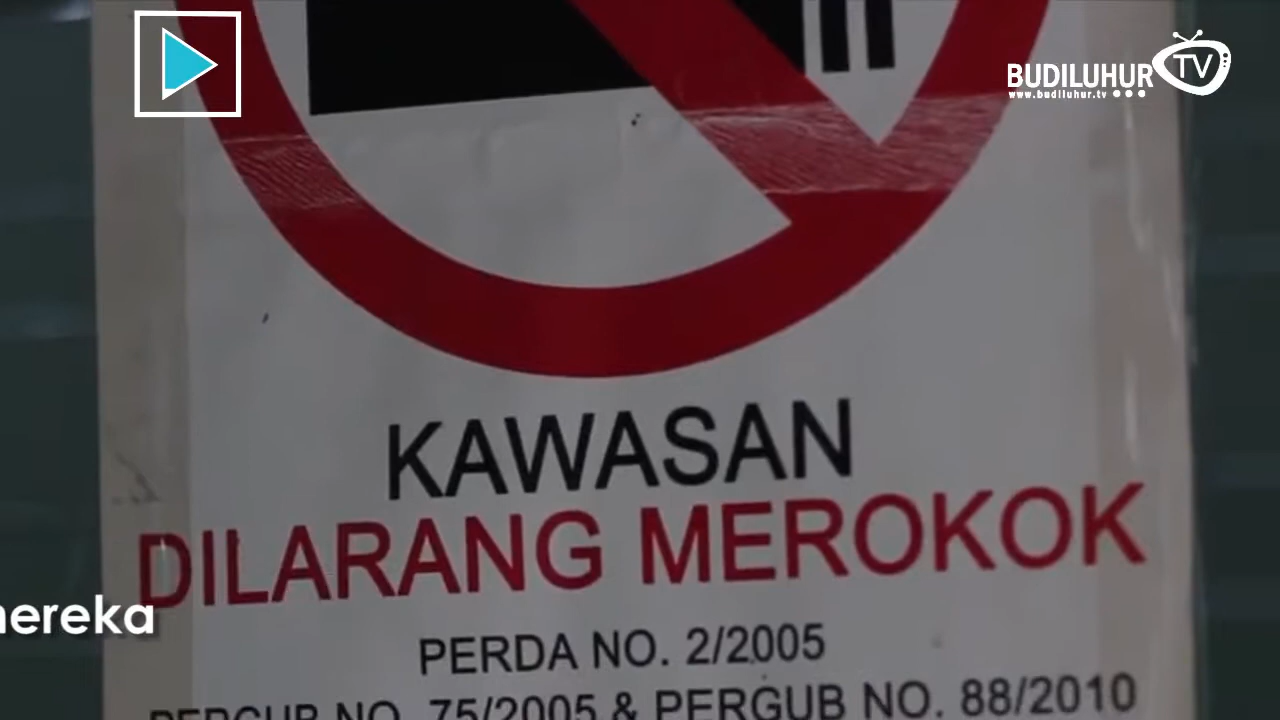 BUDILUHUR TV
www.budiluhur.tv
KAWASAN
DILARANG MEROKOK
mereka
PERDA NO. 2/2005
PERGUB NO. 75/2005 & PERGUB NO. 88/2010